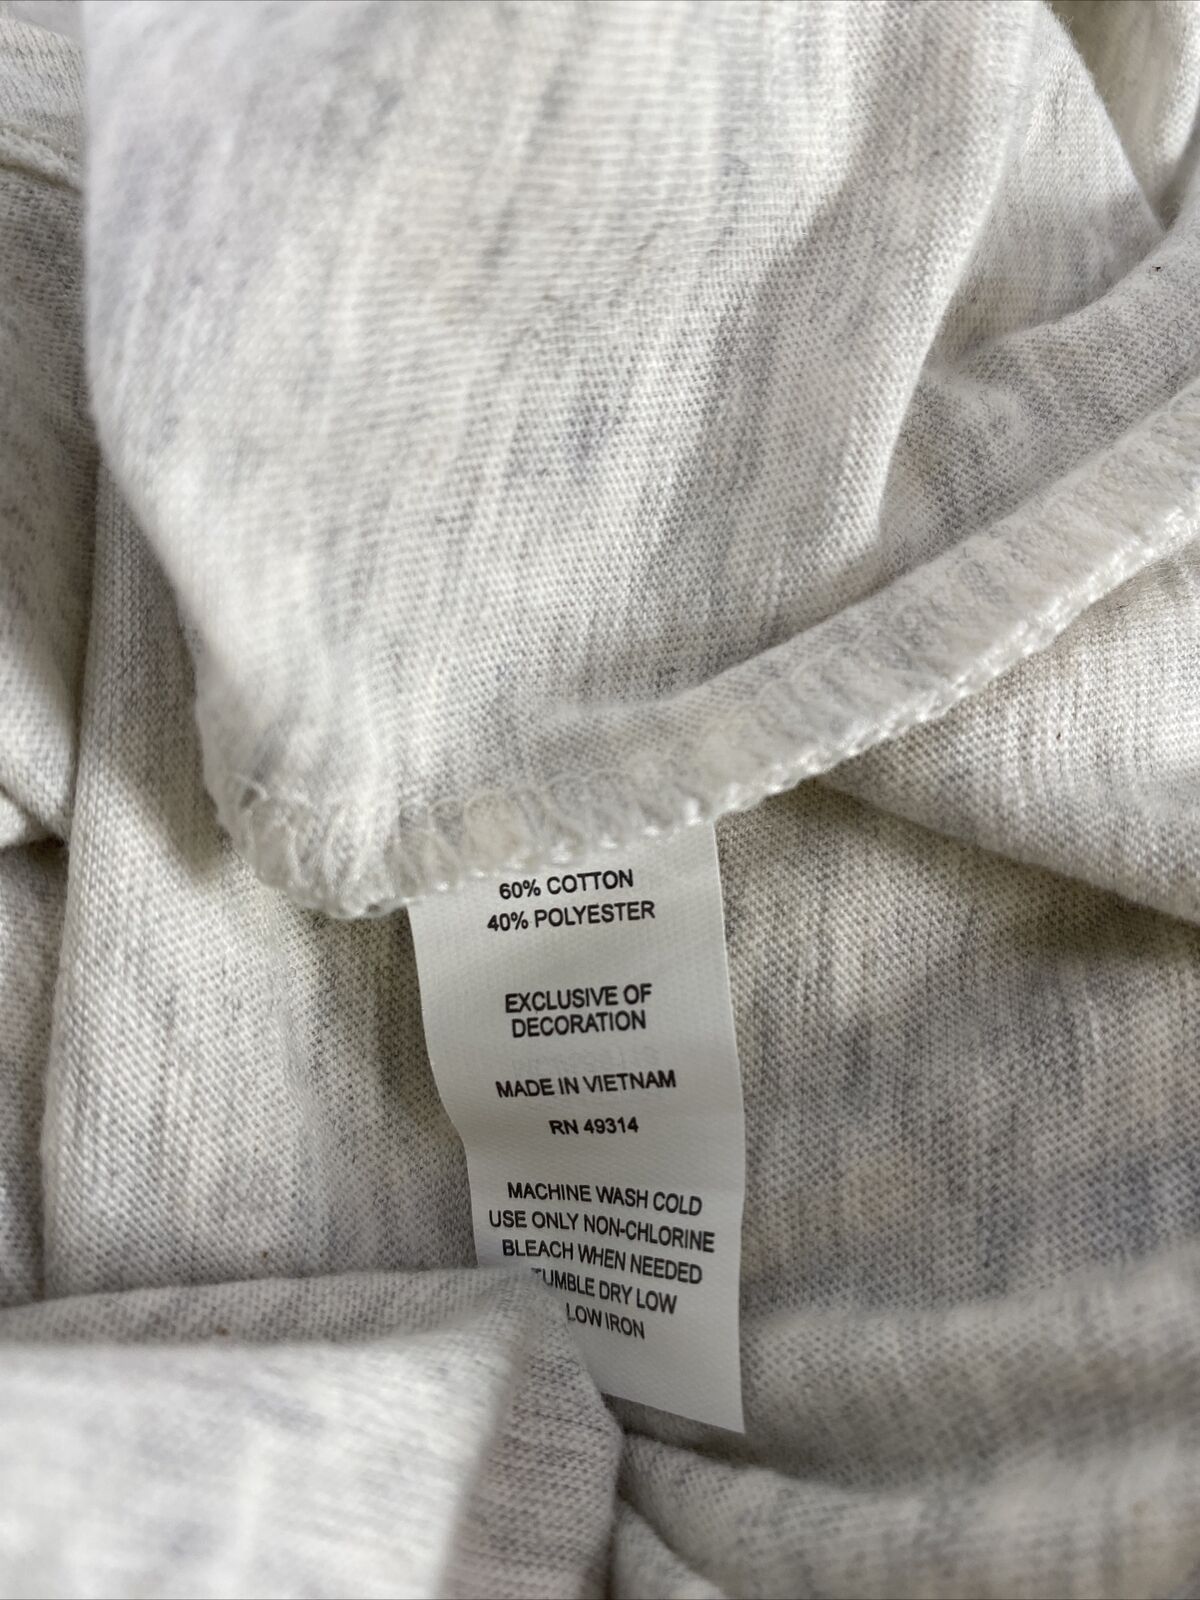 60% COTTON
40% POLYESTER
EXCLUSIVE OF
DECORATION
MADE IN VIETNAM
RN 49314
MACHINE WASH COLD
USE ONLY NON-CHLORINE
BLEACH WHEN NEEDED
TUMBLE DRY LOW
LOW IRON